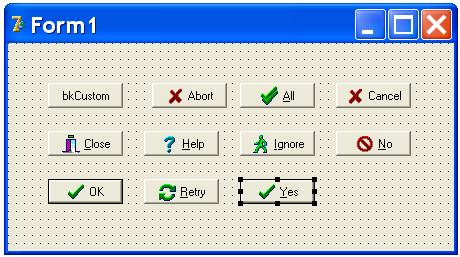 Form1
bkCustom Abort All Cancel
Close ? Help Ignore No
OK Retry Yes